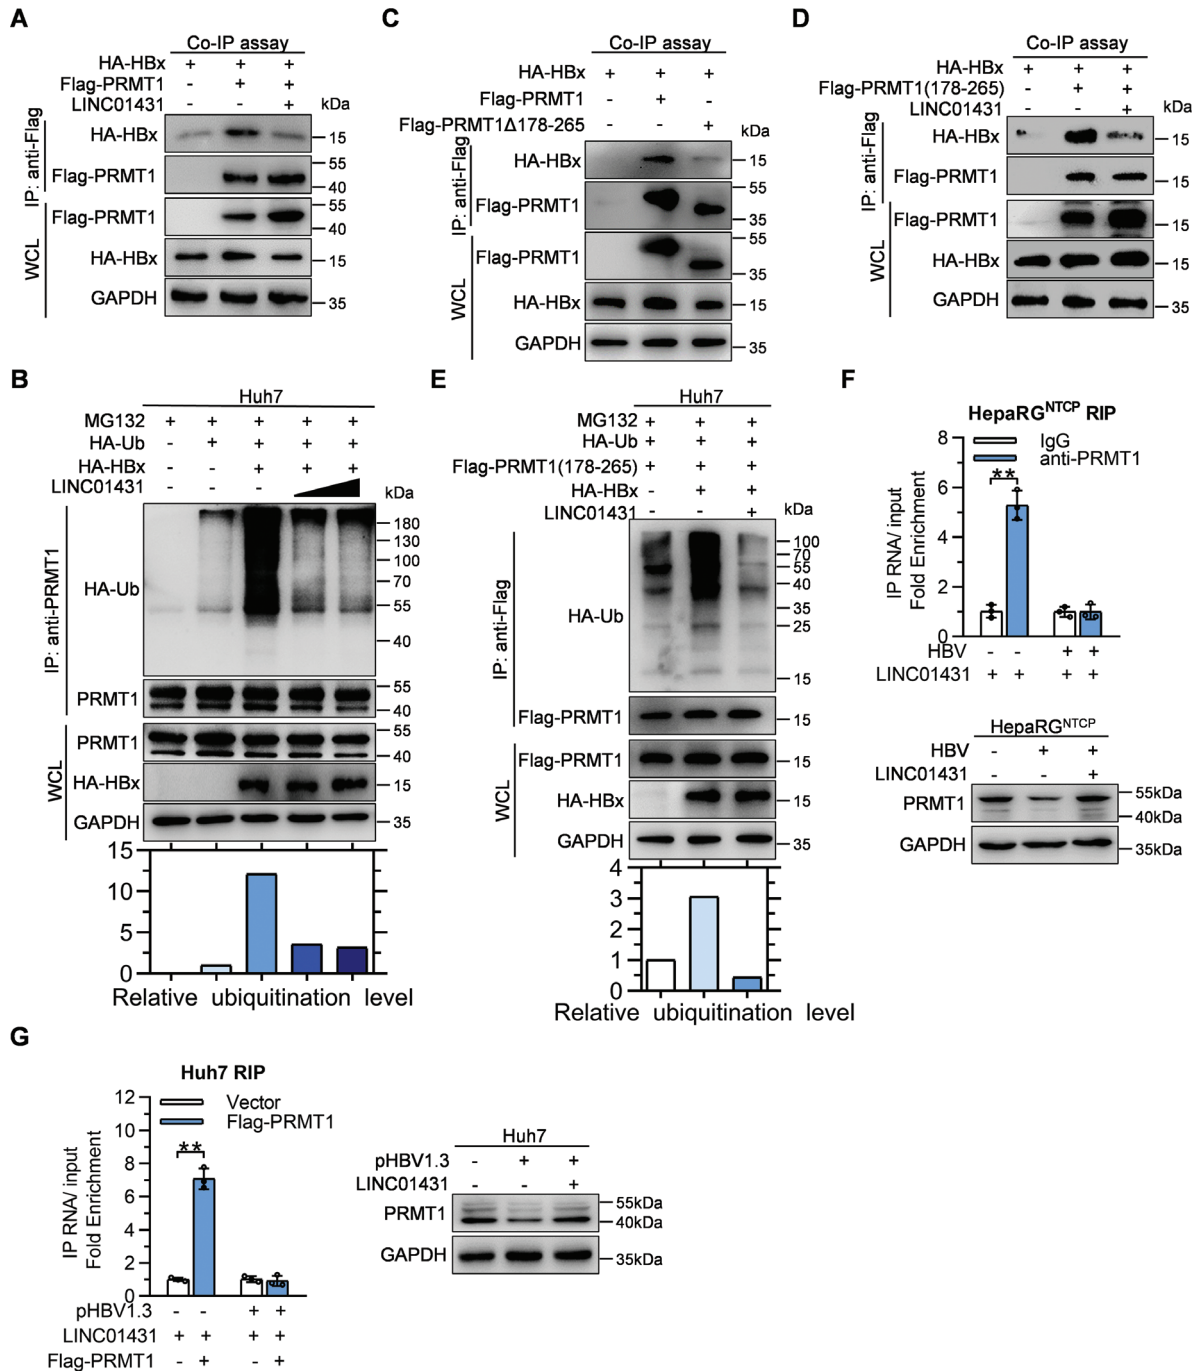 A
Co-IP assay
HA-HBx + + +
Flag-PRMT1 - + +
LINC01431 - - +
kDa
IP: anti-Flag
HA-HBx
15
Flag-PRMT1
55
40
WCL
Flag-PRMT1
55
40
HA-HBx
15
GAPDH
35
C
Co-IP assay
HA-HBx + + +
Flag-PRMT1 - + -
Flag-PRMT1Δ178-265 - - +
kDa
IP: anti-Flag
HA-HBx
15
Flag-PRMT1
55
35
WCL
Flag-PRMT1
55
35
HA-HBx
15
GAPDH
35
D
Co-IP assay
HA-HBx + + +
Flag-PRMT1(178-265) - + +
LINC01431 - - +
kDa
IP: anti-Flag
HA-HBx
15
Flag-PRMT1
15
WCL
Flag-PRMT1
15
HA-HBx
15
GAPDH
35
B
Huh7
MG132 + + + + +
HA-Ub - + + + +
HA-HBx - - + + +
LINC01431 - - -
kDa
IP: anti-PRMT1
HA-Ub
180
130
100
70
55
40
PRMT1
55
40
WCL
PRMT1
55
40
HA-HBx
15
GAPDH
35
15
10
5
0
Relative ubiquitination level
E
Huh7
MG132 + + +
HA-Ub + + +
Flag-PRMT1(178-265) + + +
HA-HBx - + +
LINC01431 - - +
kDa
IP: anti-Flag
HA-Ub
100
70
55
40
35
25
15
Flag-PRMT1
15
WCL
Flag-PRMT1
15
HA-HBx
15
GAPDH
35
4
3
2
1
0
Relative ubiquitination level
F
HepaRGNTCP RIP
IgG
anti-PRMT1
**
IP RNA/ input
Fold Enrichment
8
6
4
2
0
HBV - - + +
LINC01431 + + + +
HepaRGNTCP
HBV - + +
LINC01431 - - +
PRMT1
55kDa
40kDa
GAPDH
35kDa
G
Huh7 RIP
Vector
Flag-PRMT1
**
IP RNA/ input
Fold Enrichment
12
10
8
6
4
2
0
pHBV1.3 - - + +
LINC01431 + + + +
Flag-PRMT1 - + - +
Huh7
pHBV1.3 - + +
LINC01431 - - +
PRMT1
55kDa
40kDa
GAPDH
35kDa